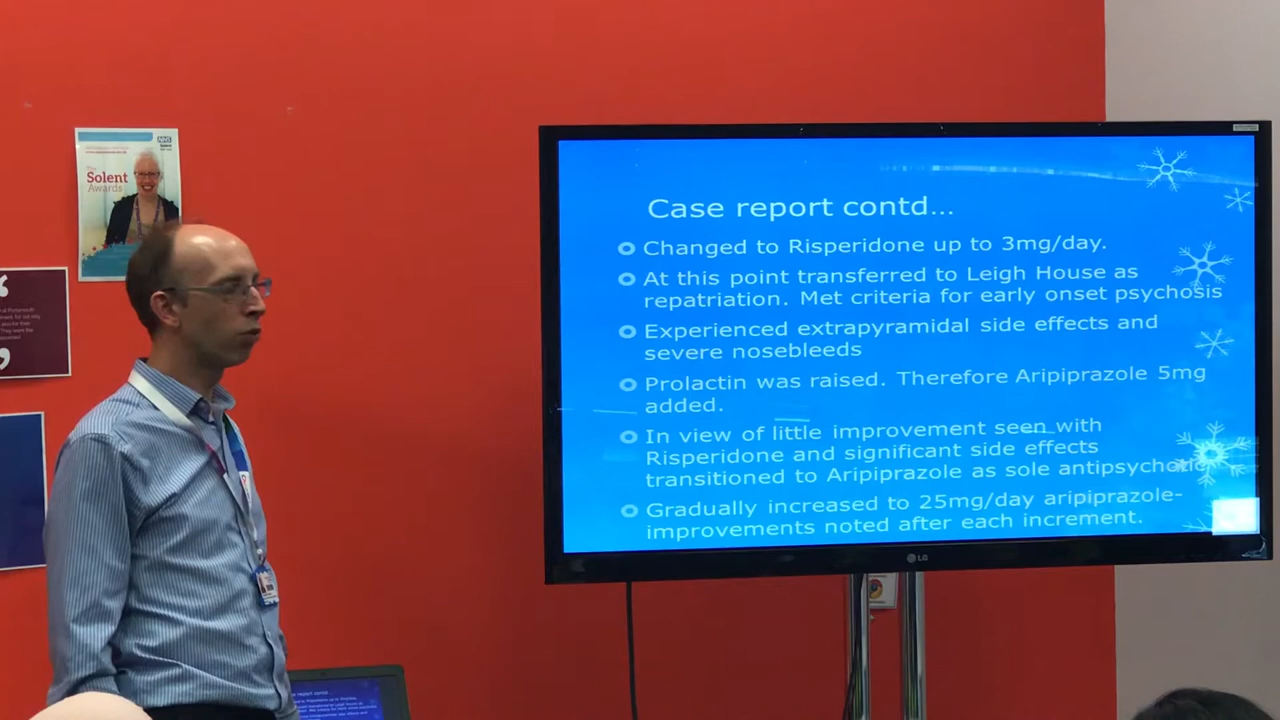 NHS
Solent
The
Solent
Awards
Case report contd...
Changed to Risperidone up to 3mg/day.
At this point transferred to Leigh House as
repatriation. Met criteria for early onset psychosis
Experienced extrapyramidal side effects and
severe nosebleeds
Prolactin was raised. Therefore Aripiprazole 5mg
added.
In view of little improvement seen with
Risperidone and significant side effects
transitioned to Aripiprazole as sole antipsychotic
Gradually increased to 25mg/day aripiprazole-
improvements noted after each increment.
LG